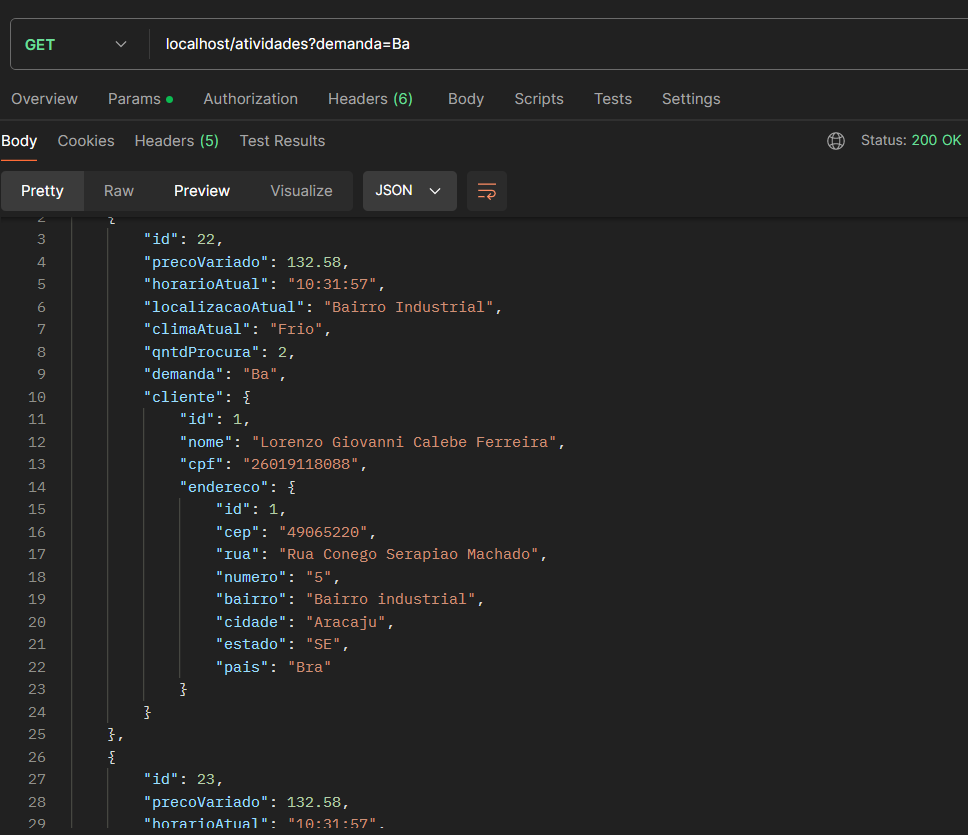 GET localhost/atividades?demanda=Ba
Overview Params Authorization Headers (6) Body Scripts Tests Settings
Body Cookies Headers (5) Test Results Status: 200 OK
Pretty Raw Preview Visualize JSON
2 {
3 "id": 22,
4 "precoVariado": 132.58,
5 "horarioAtual": "10:31:57",
6 "localizacaoAtual": "Bairro Industrial",
7 "climaAtual": "Frio",
8 "qntdProcura": 2,
9 "demanda": "Ba",
10 "cliente": {
11 "id": 1,
12 "nome": "Lorenzo Giovanni Calebe Ferreira",
13 "cpf": "26019118088",
14 "endereco": {
15 "id": 1,
16 "cep": "49065220",
17 "rua": "Rua Conego Serapiao Machado",
18 "numero": "5",
19 "bairro": "Bairro industrial",
20 "cidade": "Aracaju",
21 "estado": "SE",
22 "pais": "Bra"
23 }
24 }
25 },
26 {
27 "id": 23,
28 "precoVariado": 132.58,
29 "horarioAtual": "10:31:57",